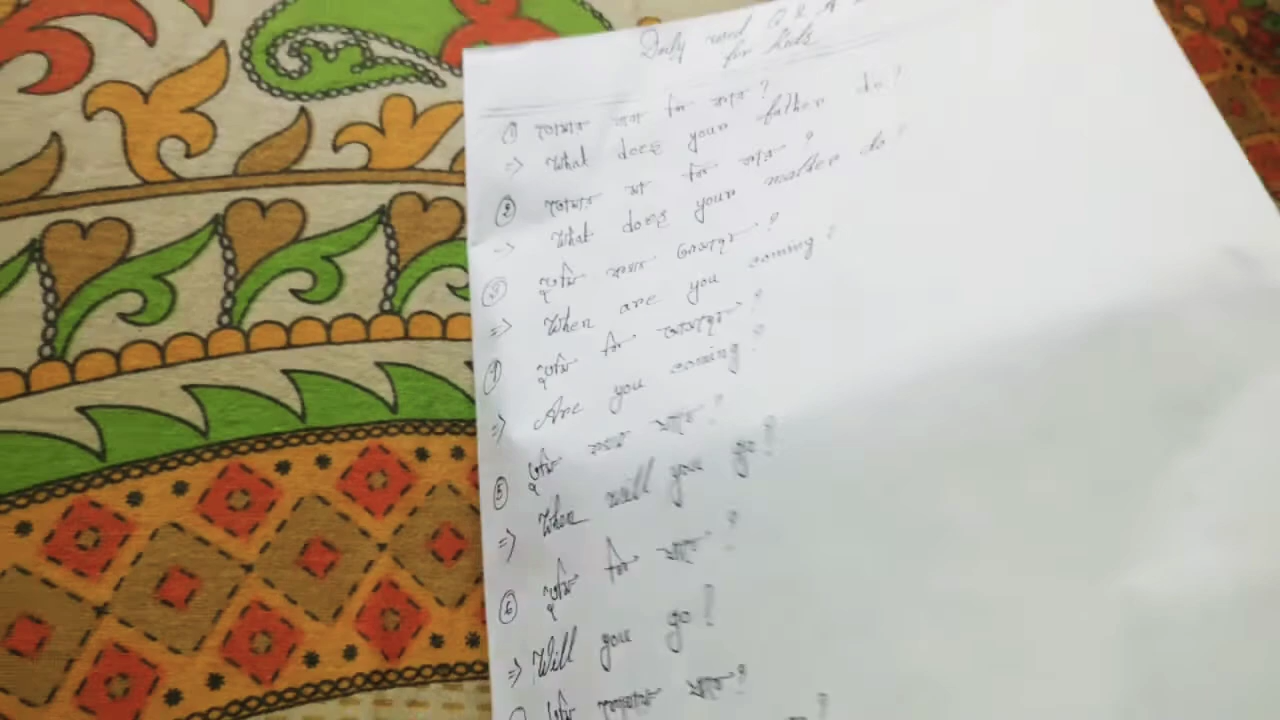 Daily used Q & A
for kids
① তোমার বাবা কি করে ?
=> What does your father do ?
② তোমার মা কি করে ?
=> What does your mother do ?
③ তুমি কখন আসছ ?
=> When are you coming ?
④ তুমি কি আসছ ?
=> Are you coming ?
⑤ তুমি কখন যাবে ?
=> When will you go ?
⑥ তুমি কি যাবে ?
=> Will you go ?
তুমি কোথায় যাবে ?